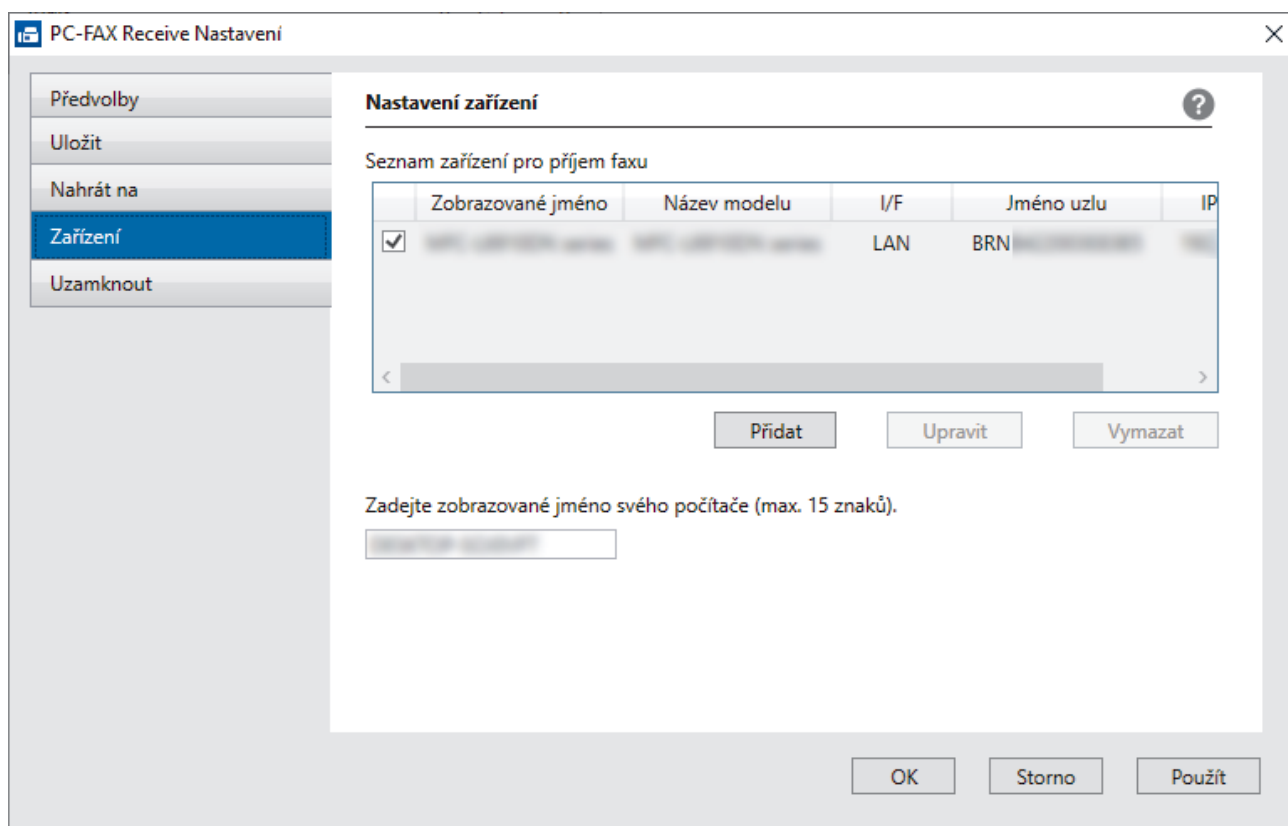 PC-FAX Receive Nastavení
Předvolby
Uložit
Nahrát na
Zařízení
Uzamknout
Nastavení zařízení
Seznam zařízení pro příjem faxu
Zobrazované jméno Název modelu I/F Jméno uzlu IP
LAN BRN
Přidat Upravit Vymazat
Zadejte zobrazované jméno svého počítače (max. 15 znaků).
OK Storno Použít